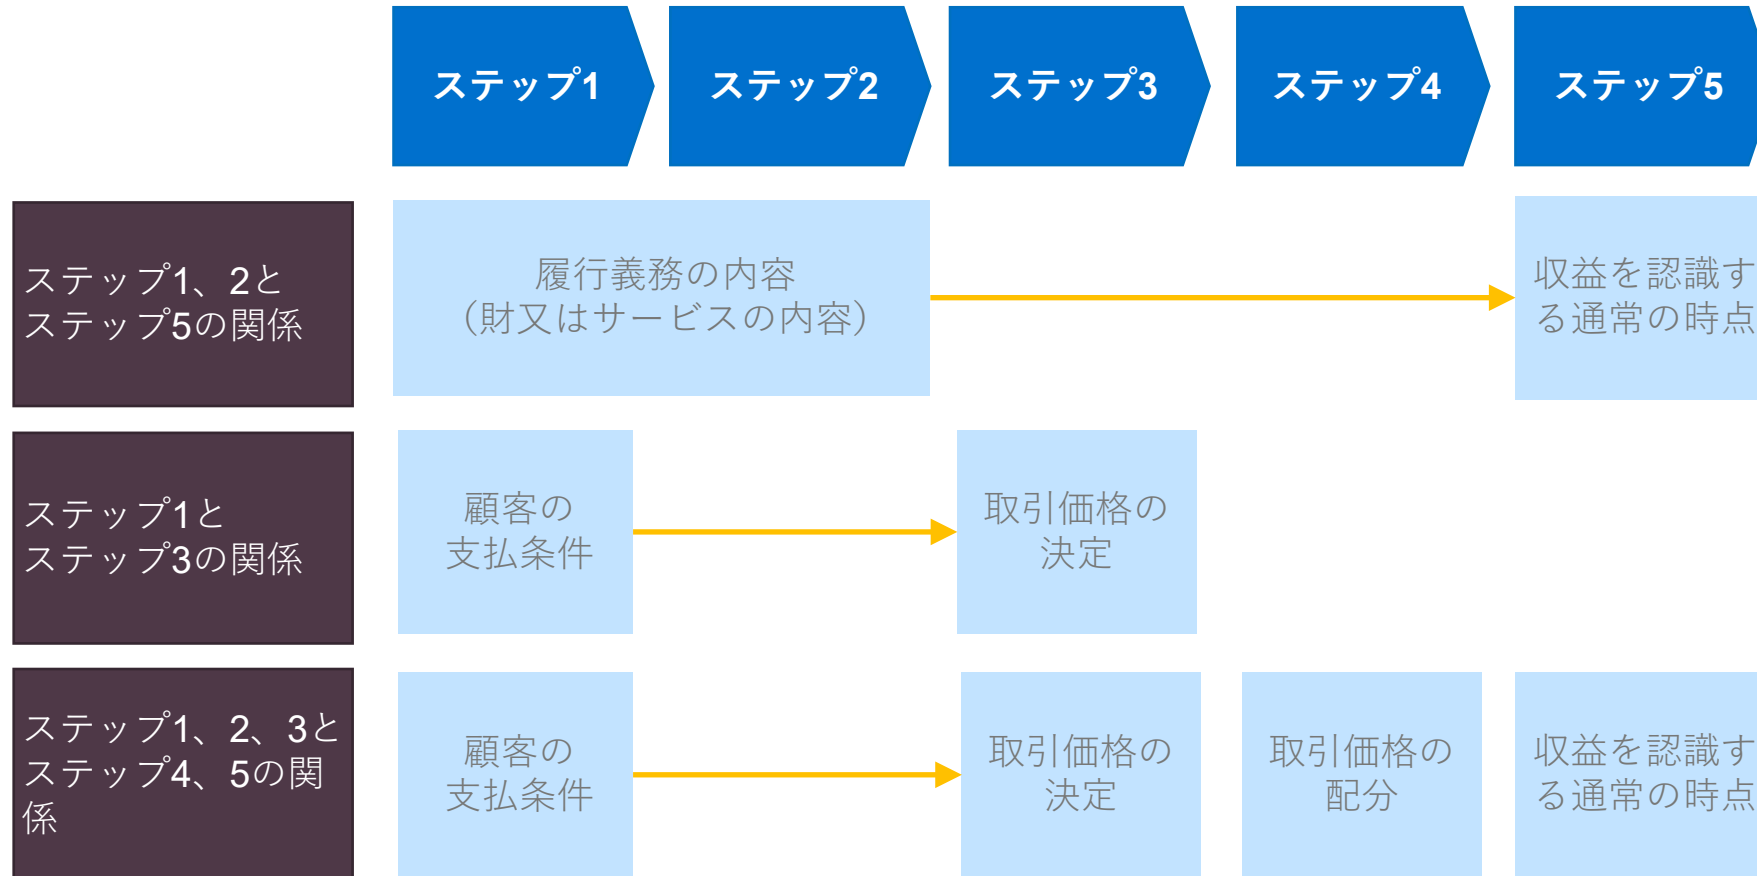 ステップ1
ステップ2
ステップ3
ステップ4
ステップ5
ステップ1、2と
ステップ5の関係
履行義務の内容
（財又はサービスの内容）
収益を認識す
る通常の時点
ステップ1と
ステップ3の関係
顧客の
支払条件
取引価格の
決定
ステップ1、2、3と
ステップ4、5の関
係
顧客の
支払条件
取引価格の
決定
取引価格の
配分
収益を認識す
る通常の時点